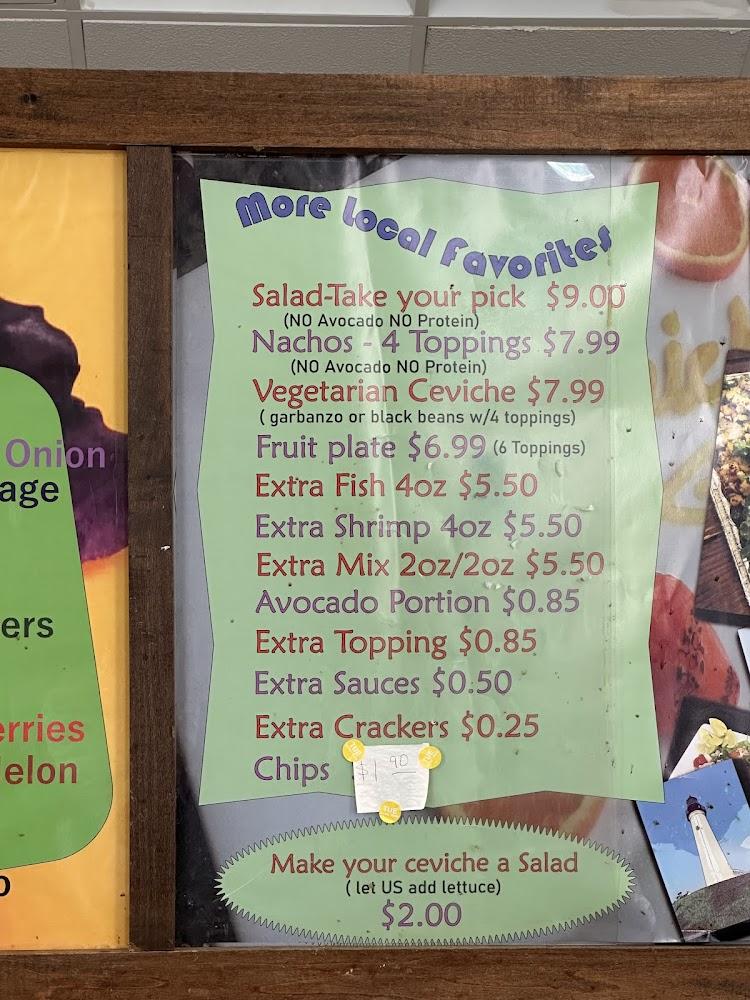 Onion
age
ers
erries
elon
More Local Favorites
Salad-Take your pick $9.00
(NO Avocado NO Protein)
Nachos - 4 Toppings $7.99
(NO Avocado NO Protein)
Vegetarian Ceviche $7.99
( garbanzo or black beans w/4 toppings)
Fruit plate $6.99 (6 Toppings)
Extra Fish 4oz $5.50
Extra Shrimp 4oz $5.50
Extra Mix 2oz/2oz $5.50
Avocado Portion $0.85
Extra Topping $0.85
Extra Sauces $0.50
Extra Crackers $0.25
Chips $1 90
TUE
TUE
TUE
Make your ceviche a Salad
( let US add lettuce)
$2.00